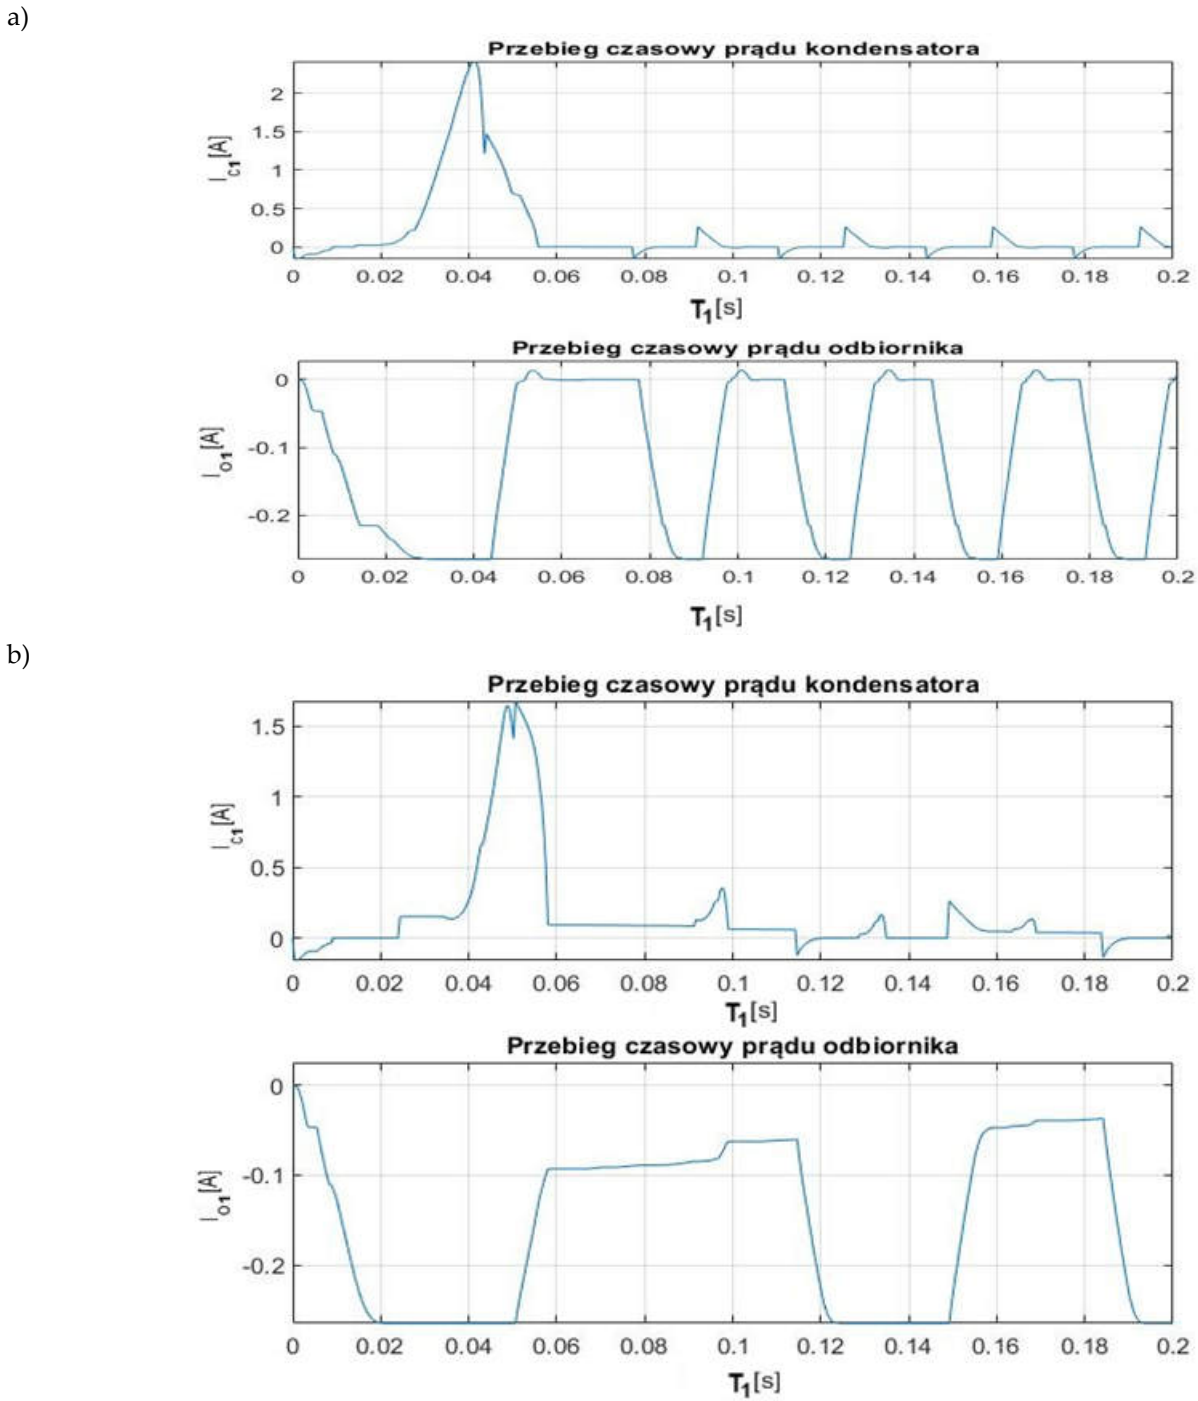 a)
Przebieg czasowy prądu kondensatora
I_C1[A]
2
1.5
1
0.5
0
0 0.02 0.04 0.06 0.08 0.1 0.12 0.14 0.16 0.18 0.2
T_1[s]
Przebieg czasowy prądu odbiornika
I_O1[A]
0
-0.1
-0.2
0 0.02 0.04 0.06 0.08 0.1 0.12 0.14 0.16 0.18 0.2
T_1[s]
b)
Przebieg czasowy prądu kondensatora
I_C1[A]
1.5
1
0.5
0
0 0.02 0.04 0.06 0.08 0.1 0.12 0.14 0.16 0.18 0.2
T_1[s]
Przebieg czasowy prądu odbiornika
I_O1[A]
0
-0.1
-0.2
0 0.02 0.04 0.06 0.08 0.1 0.12 0.14 0.16 0.18 0.2
T_1[s]